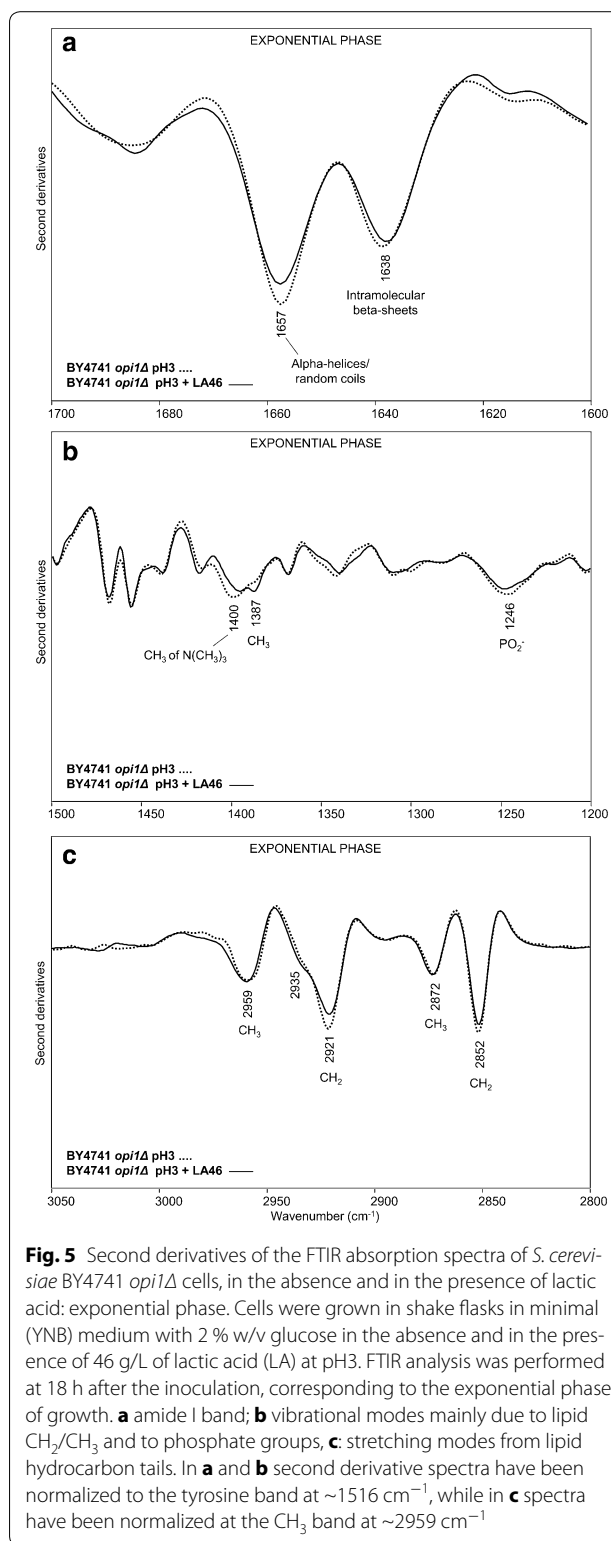 a
EXPONENTIAL PHASE
Second derivatives
1657
1638
Intramolecular
beta-sheets
Alpha-helices/
random coils
BY4741 opi1Δ pH3 ....
BY4741 opi1Δ pH3 + LA46 ——
1700 1680 1660 1640 1620 1600
b
EXPONENTIAL PHASE
Second derivatives
1400
1387
1246
CH3 of N(CH3)3
CH3
PO2-
BY4741 opi1Δ pH3 ....
BY4741 opi1Δ pH3 + LA46 ——
1500 1450 1400 1350 1300 1250 1200
c
EXPONENTIAL PHASE
Second derivatives
2959
CH3
2935
2921
CH2
2872
CH3
2852
CH2
BY4741 opi1Δ pH3 ....
BY4741 opi1Δ pH3 + LA46 ——
3050 3000 2950 2900 2850 2800
Wavenumber (cm-1)
Fig. 5 Second derivatives of the FTIR absorption spectra of S. cerevi-
siae BY4741 opi1Δ cells, in the absence and in the presence of lactic
acid: exponential phase. Cells were grown in shake flasks in minimal
(YNB) medium with 2 % w/v glucose in the absence and in the pres-
ence of 46 g/L of lactic acid (LA) at pH3. FTIR analysis was performed
at 18 h after the inoculation, corresponding to the exponential phase
of growth. a amide I band; b vibrational modes mainly due to lipid
CH2/CH3 and to phosphate groups, c: stretching modes from lipid
hydrocarbon tails. In a and b second derivative spectra have been
normalized to the tyrosine band at ~1516 cm−1, while in c spectra
have been normalized at the CH3 band at ~2959 cm−1